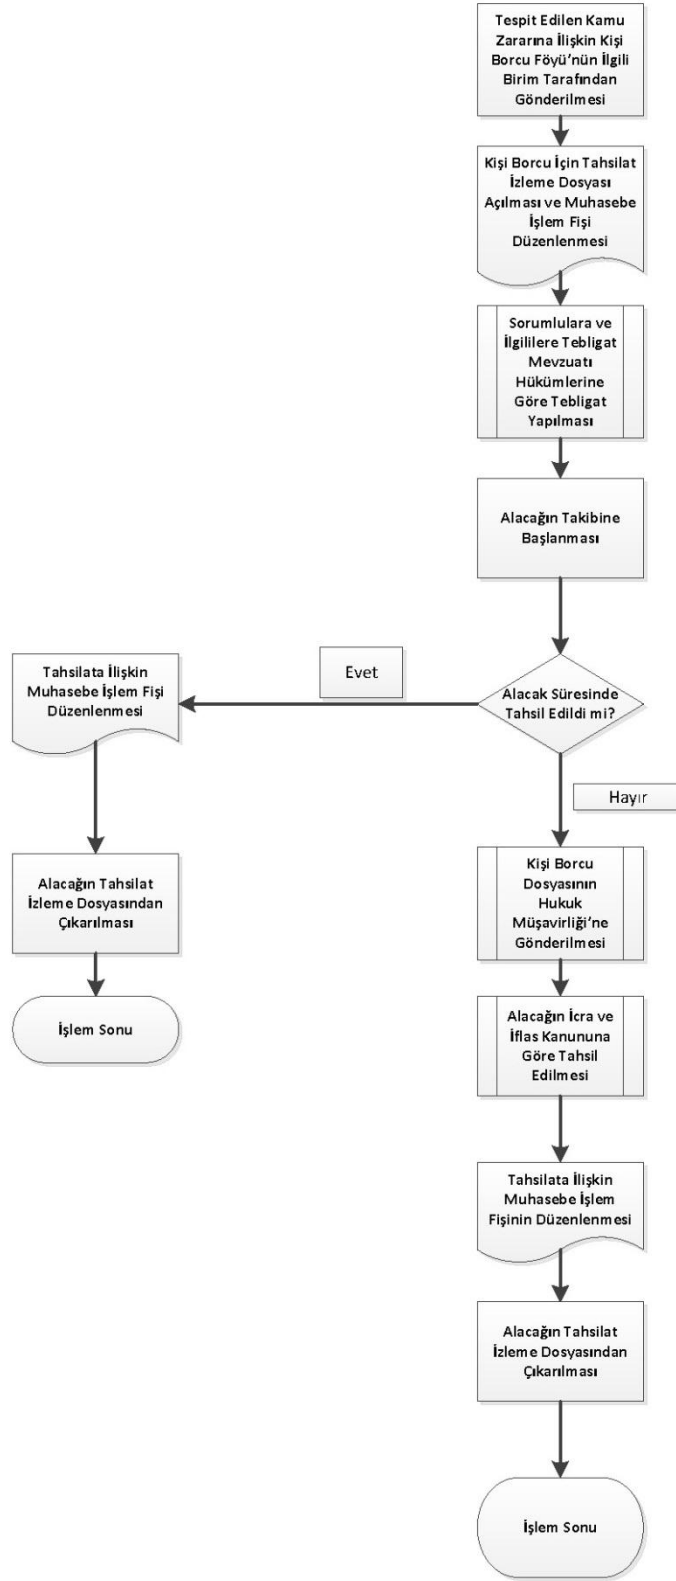 Tespit Edilen Kamu
Zararına İlişkin Kişi
Borcu Föyü'nün İlgili
Birim Tarafından
Gönderilmesi
Kişi Borcu İçin Tahsilat
İzleme Dosyası
Açılması ve Muhasebe
İşlem Fişi
Düzenlenmesi
Sorumlulara ve
İlgililere Tebligat
Mevzuatı
Hükümlerine
Göre Tebligat
Yapılması
Alacağın Takibine
Başlanması
Alacak Süresinde
Tahsil Edildi mi?
Evet
Tahsilata İlişkin
Muhasebe İşlem Fişi
Düzenlenmesi
Alacağın Tahsilat
İzleme Dosyasından
Çıkarılması
İşlem Sonu
Hayır
Kişi Borcu
Dosyasının
Hukuk
Müşavirliği'ne
Gönderilmesi
Alacağın İcra ve
İflas Kanununa
Göre Tahsil
Edilmesi
Tahsilata İlişkin
Muhasebe İşlem
Fişinin Düzenlenmesi
Alacağın Tahsilat
İzleme Dosyasından
Çıkarılması
İşlem Sonu